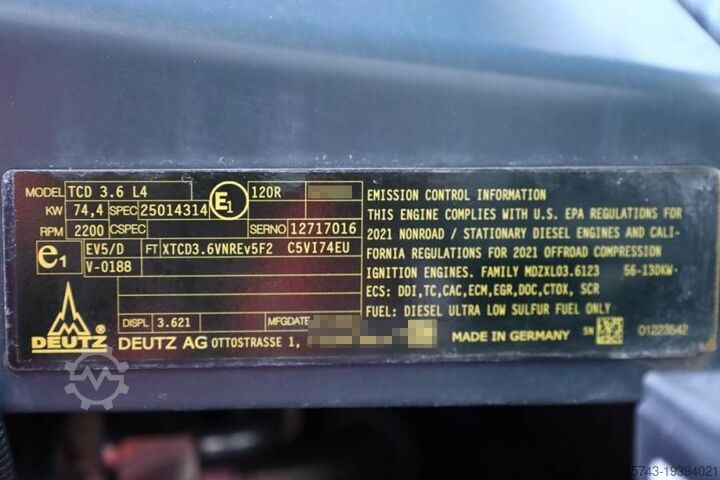 MODEL TCD 3.6 L4 E1 120R
KW 74,4 SPEC 25014314
RPM 2200 CSPEC SERNO 12717016
e1 EV5/D FT XTCD3.6VNREv5F2 C5VI74EU
V-0188
DISPL 3.621 MFGDATE
DEUTZ ® DEUTZ AG OTTOSTRASSE 1,
EMISSION CONTROL INFORMATION
THIS ENGINE COMPLIES WITH U.S. EPA REGULATIONS FOR
2021 NONROAD / STATIONARY DIESEL ENGINES AND CALI-
FORNIA REGULATIONS FOR 2021 OFFROAD COMPRESSION
IGNITION ENGINES. FAMILY MDZXL03.6123 56-130KW.
ECS: DDI,TC,CAC,ECM,EGR,DOC,CTOX, SCR
FUEL: DIESEL ULTRA LOW SULFUR FUEL ONLY
MADE IN GERMANY SN 01223542
5743-19394021